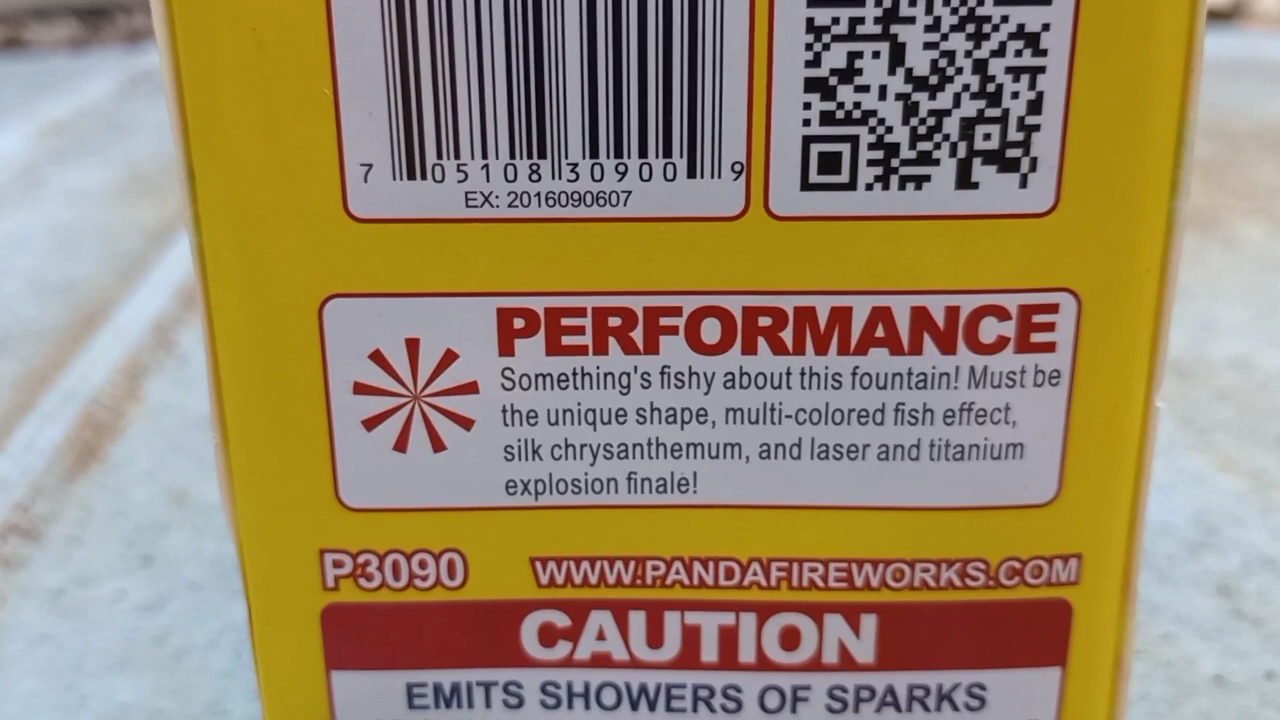 7 05108 30900 9
EX: 2016090607
PERFORMANCE
Something's fishy about this fountain! Must be
the unique shape, multi-colored fish effect,
silk chrysanthemum, and laser and titanium
explosion finale!
P3090 WWW.PANDAFIREWORKS.COM
CAUTION
EMITS SHOWERS OF SPARKS